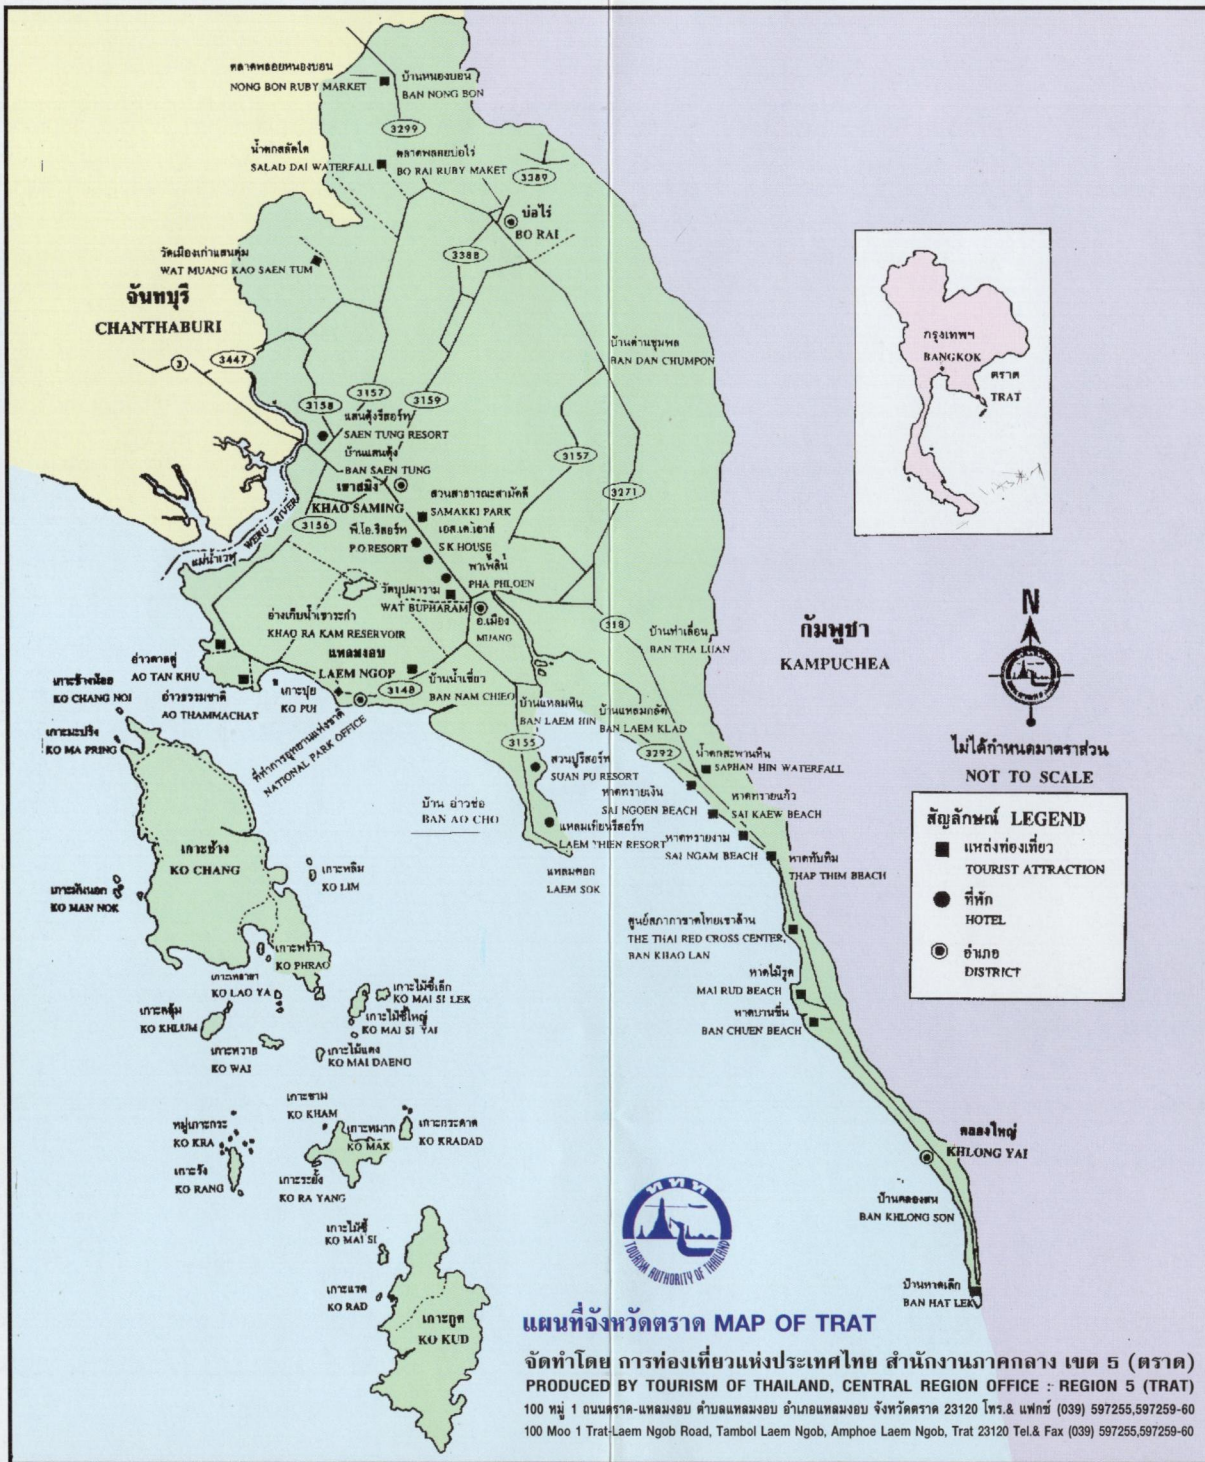 ตลาดพลอยหนองบอน
NONG BON RUBY MARKET
บ้านหนองบอน
BAN NONG BON
3299
น้ำตกสลัดได
SALAD DAI WATERFALL
ตลาดพลอยบ่อไร่
BO RAI RUBY MAKET
3389
บ่อไร่
BO RAI
3388
วัดเมืองเก่าแสนตุ่ม
WAT MUANG KAO SAEN TUM
จันทบุรี
CHANTHABURI
กรุงเทพฯ
BANGKOK
ตราด
TRAT
บ้านด่านชุมพล
BAN DAN CHUMPON
3
3447
3158
3157
3159
แสนตุ้งรีสอร์ท
SAEN TUNG RESORT
บ้านแสนตุ้ง
BAN SAEN TUNG
3157
3271
เขาสมิง
KHAO SAMING
สวนสาธารณะสามัคคี
SAMAKKI PARK
3156
แม่น้ำเวฬุ
WERU RIVER
พี.โอ.รีสอร์ท
P.O.RESORT
เอส.เค.เฮาส์
S.K HOUSE
พาเพลิน
PHA PHLOEN
วัดบุปผาราม
WAT BUPHARAM
อ่างเก็บน้ำเขาระกำ
KHAO RA KAM RESERVOIR
อ.เมือง
MUANG
318
บ้านท่าเลื่อน
BAN THA LUAN
กัมพูชา
KAMPUCHEA
N
แหลมงอบ
LAEM NGOP
3148
บ้านน้ำเชี่ยว
BAN NAM CHIEO
อ่าวตาลคู่
AO TAN KHU
อ่าวธรรมชาติ
AO THAMMACHAT
เกาะปุย
KO PUI
เกาะช้างน้อย
KO CHANG NOI
เกาะมะปริง
KO MA PRING
ที่ทำการอุทยานแห่งชาติ
NATIONAL PARK OFFICE
บ้านแหลมหิน
BAN LAEM HIN
บ้านแหลมกลัด
BAN LAEM KLAD
3155
3292
น้ำตกสะพานหิน
SAPHAN HIN WATERFALL
ไม่ได้กำหนดมาตราส่วน
NOT TO SCALE
สวนปูรีสอร์ท
SUAN PU RESORT
หาดทรายเงิน
SAI NGOEN BEACH
หาดทรายแก้ว
SAI KAEW BEACH
บ้าน อ่าวช่อ
BAN AO CHO
แหลมเทียนรีสอร์ท
LAEM THIEN RESORT
หาดทรายงาม
SAI NGAM BEACH
หาดทับทิม
THAP THIM BEACH
แหลมศอก
LAEM SOK
สัญลักษณ์ LEGEND
แหล่งท่องเที่ยว
TOURIST ATTRACTION
ที่พัก
HOTEL
อำเภอ
DISTRICT
เกาะช้าง
KO CHANG
เกาะหลิม
KO LIM
เกาะมันนอก
KO MAN NOK
ศูนย์สภากาชาดไทยเขาล้าน
THE THAI RED CROSS CENTER,
BAN KHAO LAN
เกาะพร้าว
KO PHRAO
เกาะเหลายา
KO LAO YA
เกาะไม้ซี้เล็ก
KO MAI SI LEK
เกาะไม้ซี้ใหญ่
KO MAI SI YAI
หาดไม้รูด
MAI RUD BEACH
หาดบานชื่น
BAN CHUEN BEACH
เกาะคลุ้ม
KO KHLUM
เกาะหวาย
KO WAI
เกาะไม้แดง
KO MAI DAENG
เกาะขาม
KO KHAM
เกาะหมาก
KO MAK
เกาะกระดาด
KO KRADAD
หมู่เกาะกระ
KO KRA
เกาะรัง
KO RANG
เกาะระยั้ง
KO RA YANG
คลองใหญ่
KHLONG YAI
บ้านคลองสน
BAN KHLONG SON
เกาะไม้ซี้
KO MAI SI
เกาะแรด
KO RAD
เกาะกูด
KO KUD
บ้านหาดเล็ก
BAN HAT LEK
ททท
TOURISM AUTHORITY OF THAILAND
แผนที่จังหวัดตราด MAP OF TRAT
จัดทำโดย การท่องเที่ยวแห่งประเทศไทย สำนักงานภาคกลาง เขต 5 (ตราด)
PRODUCED BY TOURISM OF THAILAND, CENTRAL REGION OFFICE : REGION 5 (TRAT)
100 หมู่ 1 ถนนตราด-แหลมงอบ ตำบลแหลมงอบ อำเภอแหลมงอบ จังหวัดตราด 23120 โทร.& แฟกซ์ (039) 597255,597259-60
100 Moo 1 Trat-Laem Ngob Road, Tambol Laem Ngob, Amphoe Laem Ngob, Trat 23120 Tel.& Fax (039) 597255,597259-60